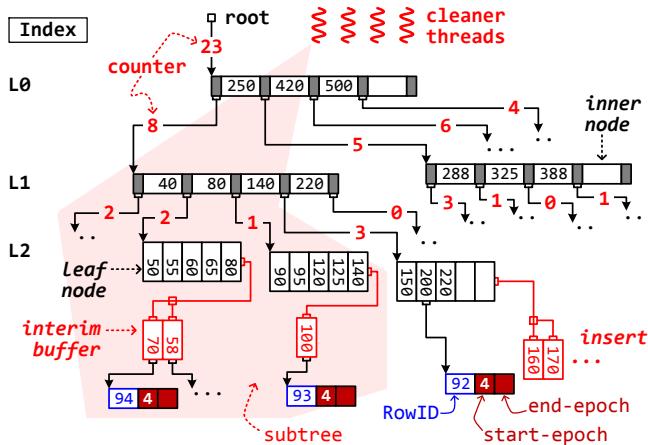 Index
root
cleaner
threads
23
counter
L0
250 420 500
4
8
6
5
inner
node
. . .
. .
288 325 388
L1
40 80 140 220
3
1
0
1
2
2
1
0
3
. .
. .
. .
. .
. .
. .
L2
50 55 60 65 80
90 95 120 125 140
150 200 220
leaf
node
interim
buffer
70 58
100
160 170
insert
...
94 4
...
93 4
92 4
RowID
end-epoch
start-epoch
subtree